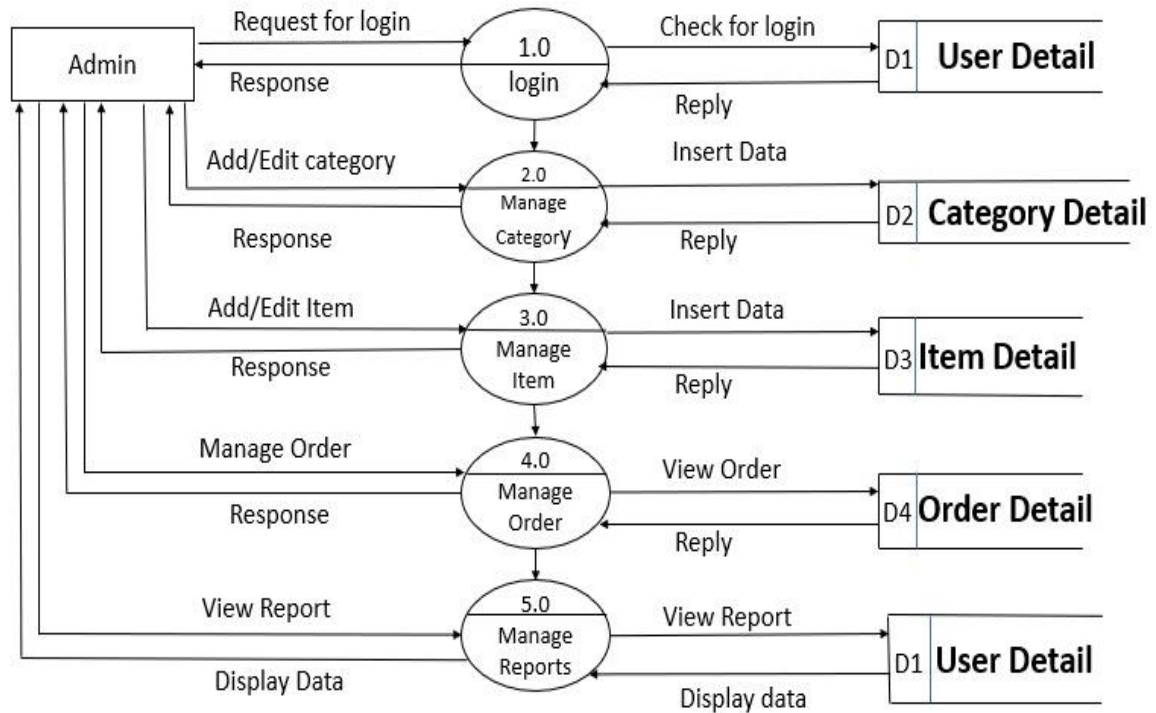 Request for login
Check for login
Admin
1.0
login
D1 User Detail
Response
Reply
Add/Edit category
Insert Data
2.0
Manage
Category
D2 Category Detail
Response
Reply
Add/Edit Item
Insert Data
3.0
Manage
Item
D3 Item Detail
Response
Reply
Manage Order
View Order
4.0
Manage
Order
D4 Order Detail
Response
Reply
View Report
View Report
5.0
Manage
Reports
D1 User Detail
Display Data
Display data